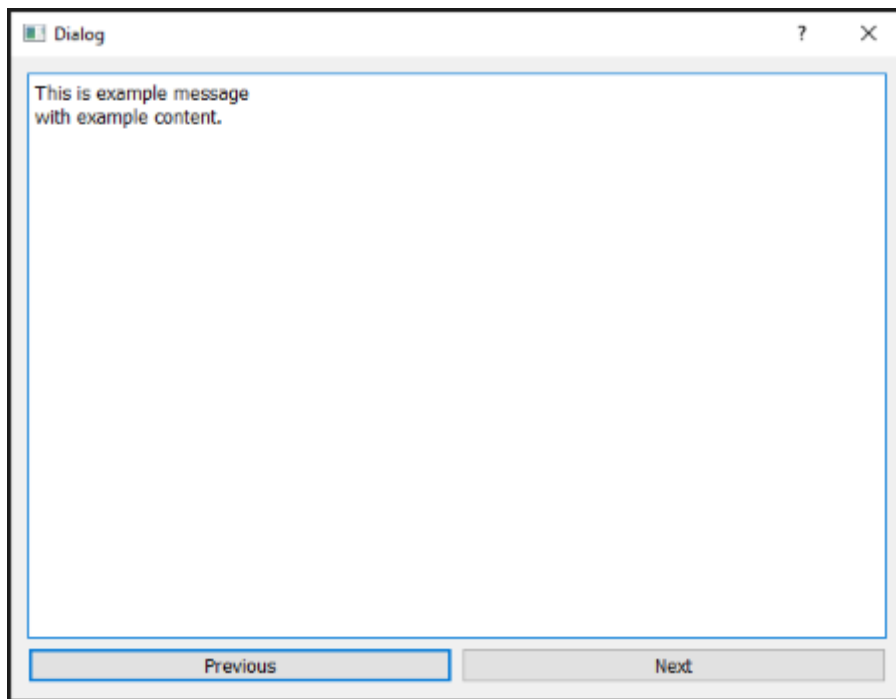 Dialog ?
This is example message
with example content.
Previous Next